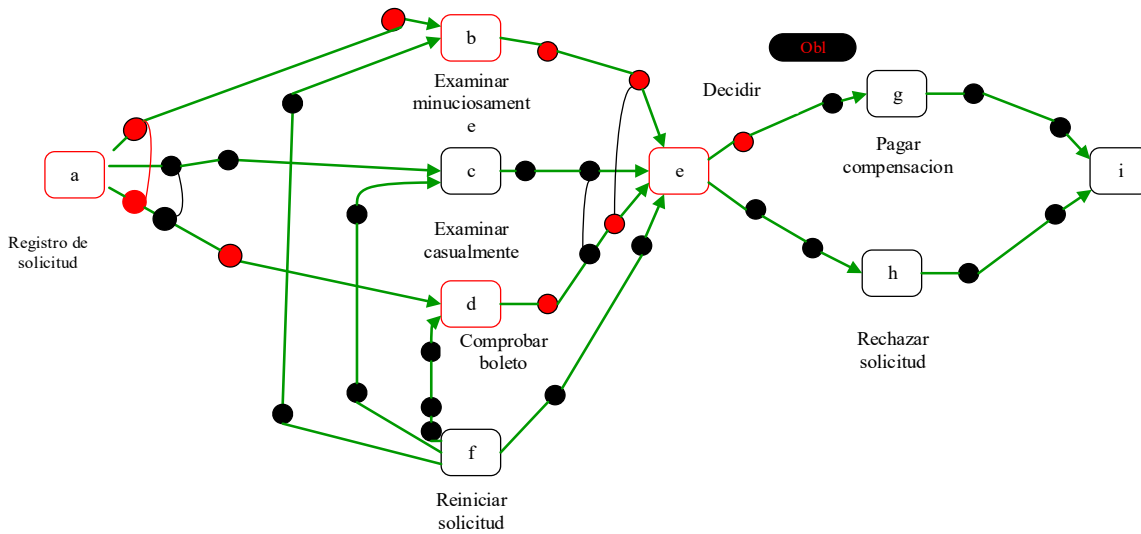 b
Examinar
minuciosament
e
Obl
Decidir
g
Pagar
compensacion
a
Registro de
solicitud
c
Examinar
casualmente
e
i
d
Comprobar
boleto
h
Rechazar
solicitud
f
Reiniciar
solicitud